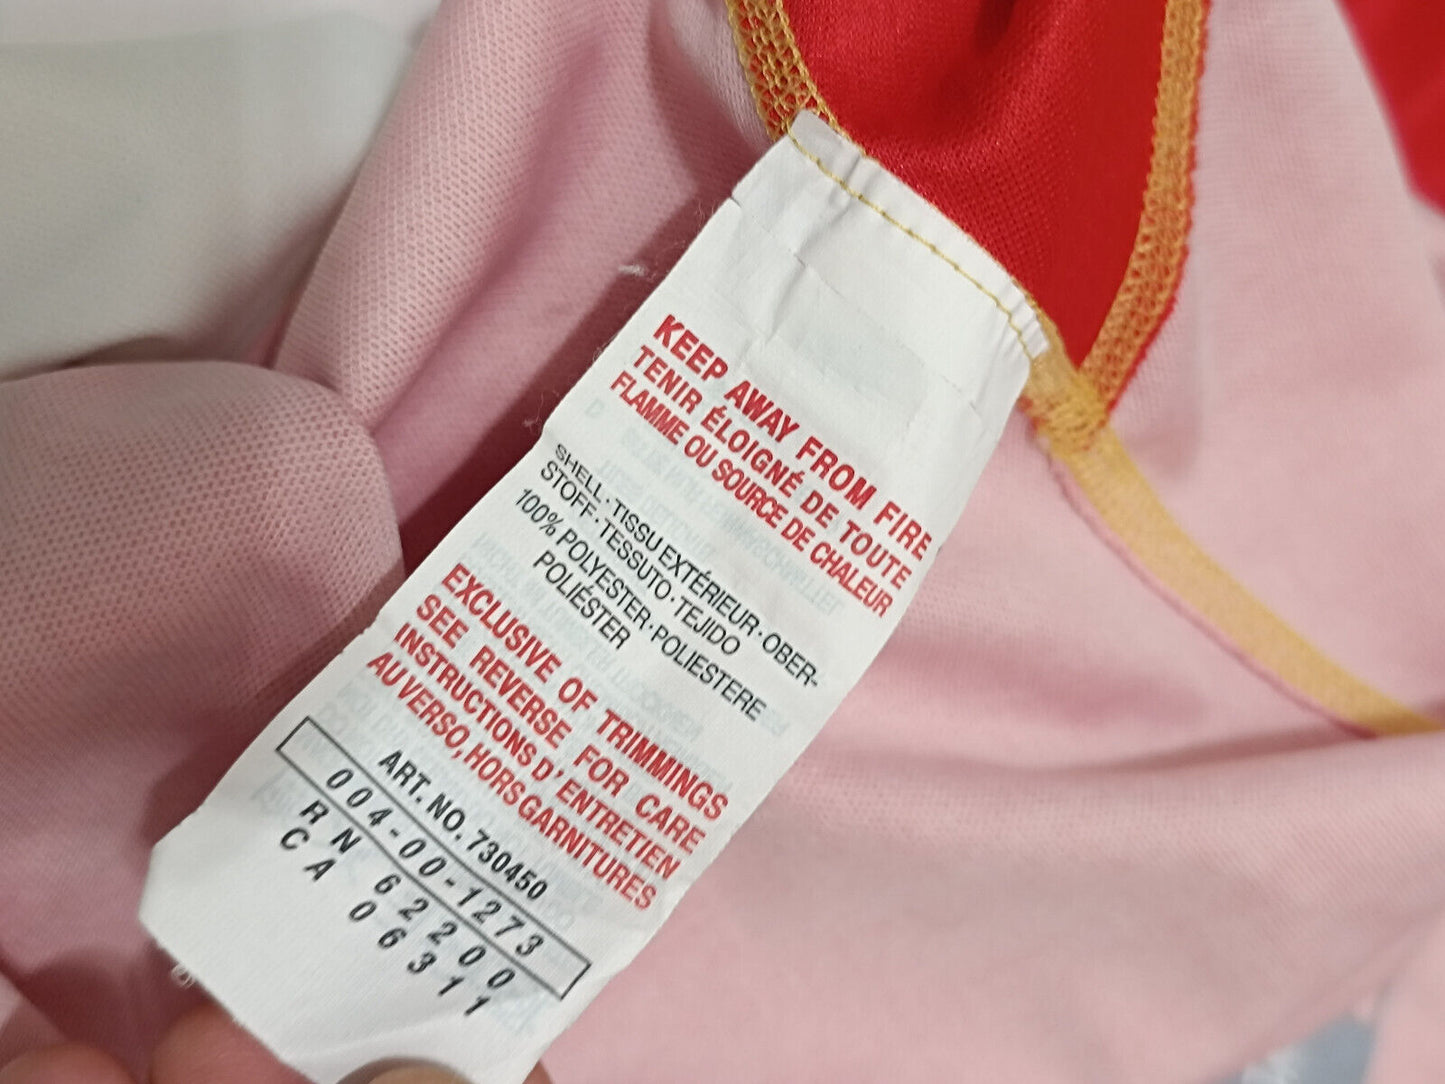 KEEP AWAY FROM FIRE
TENIR ÉLOIGNÉ DE TOUTE
FLAMME OU SOURCE DE CHALEUR
SHELL·TISSU EXTÉRIEUR·OBER-
STOFF·TESSUTO·TEJIDO
100% POLYESTER·POLIESTERE
POLIÉSTER
EXCLUSIVE OF TRIMMINGS
SEE REVERSE FOR CARE
INSTRUCTIONS D'ENTRETIEN
AU VERSO, HORS GARNITURES
ART. NO. 730450
004-00-1273
RN 62200
CA 06311